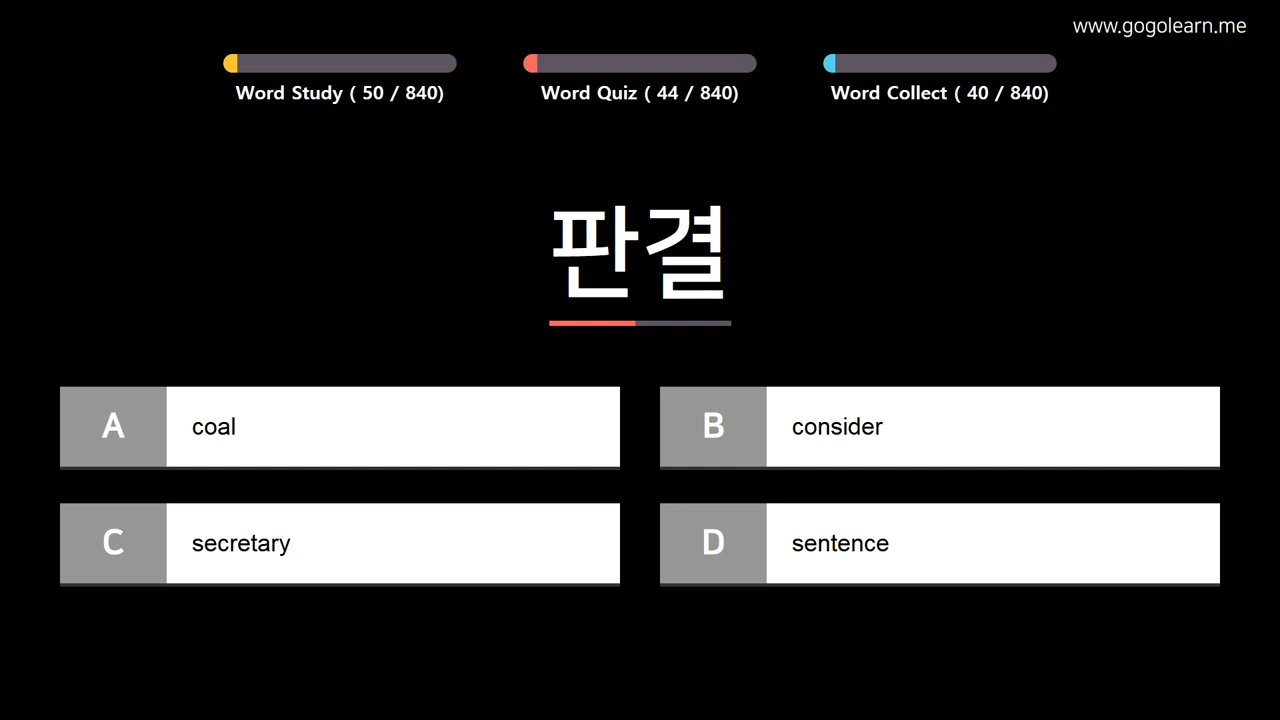 www.gogolearn.me
Word Study ( 50 / 840)
Word Quiz ( 44 / 840)
Word Collect ( 40 / 840)
판결
A coal
B consider
C secretary
D sentence